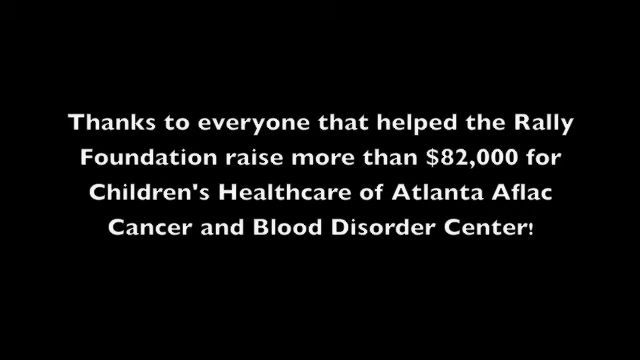 Thanks to everyone that helped the Rally
Foundation raise more than $82,000 for
Children's Healthcare of Atlanta Aflac
Cancer and Blood Disorder Center!